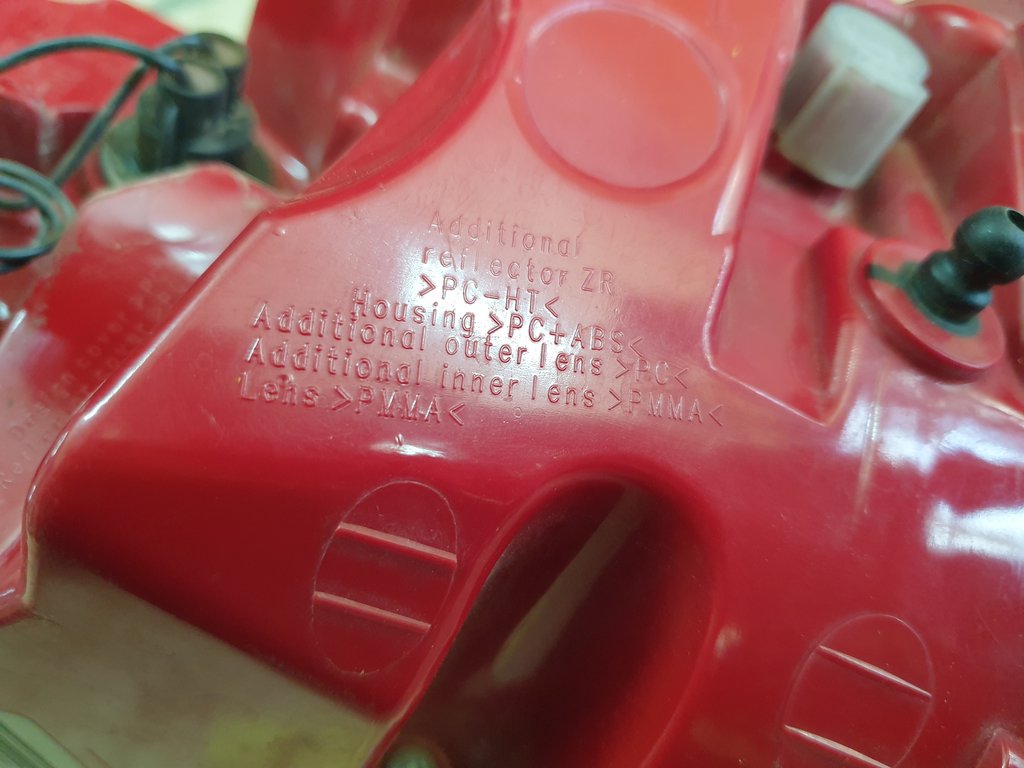 Additional
reflector ZR
>PC-HT<
Housing >PC+ABS<
Additional outer lens >PC<
Additional inner lens >PMMA<
Lens >PMMA<